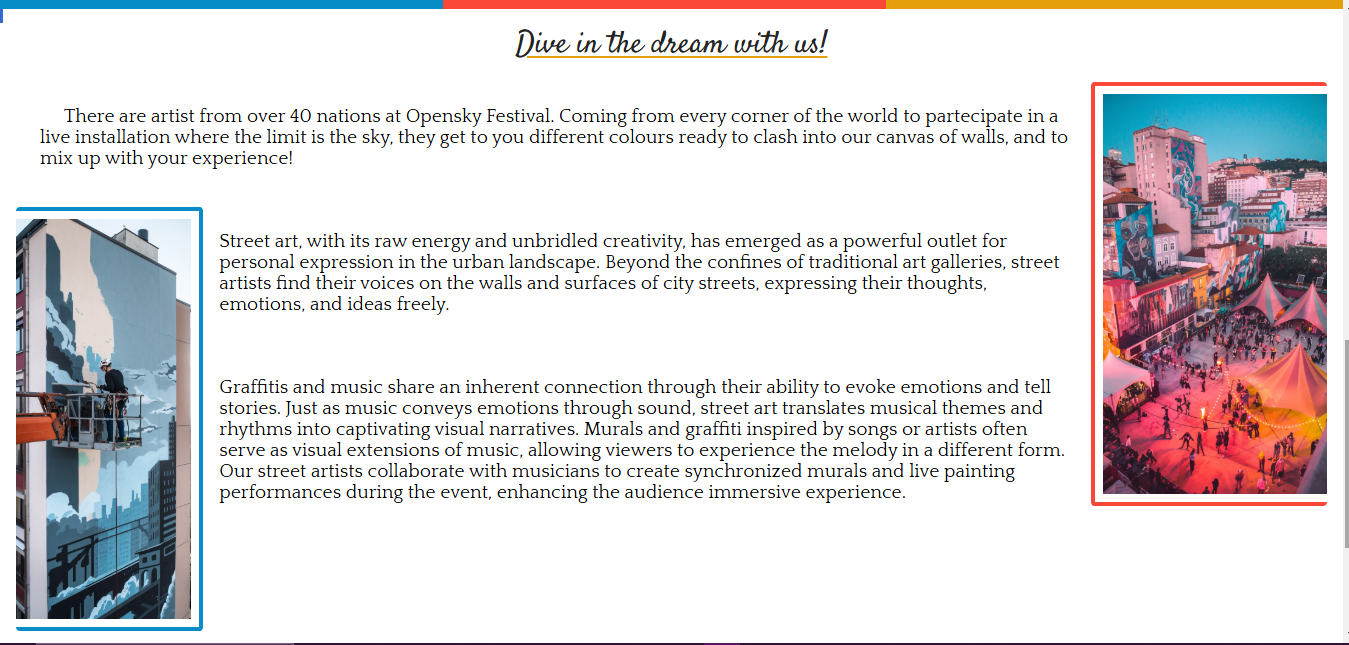 Dive in the dream with us!
There are artist from over 40 nations at Opensky Festival. Coming from every corner of the world to partecipate in a
live installation where the limit is the sky, they get to you different colours ready to clash into our canvas of walls, and to
mix up with your experience!
Street art, with its raw energy and unbridled creativity, has emerged as a powerful outlet for
personal expression in the urban landscape. Beyond the confines of traditional art galleries, street
artists find their voices on the walls and surfaces of city streets, expressing their thoughts,
emotions, and ideas freely.
Graffitis and music share an inherent connection through their ability to evoke emotions and tell
stories. Just as music conveys emotions through sound, street art translates musical themes and
rhythms into captivating visual narratives. Murals and graffiti inspired by songs or artists often
serve as visual extensions of music, allowing viewers to experience the melody in a different form.
Our street artists collaborate with musicians to create synchronized murals and live painting
performances during the event, enhancing the audience immersive experience.